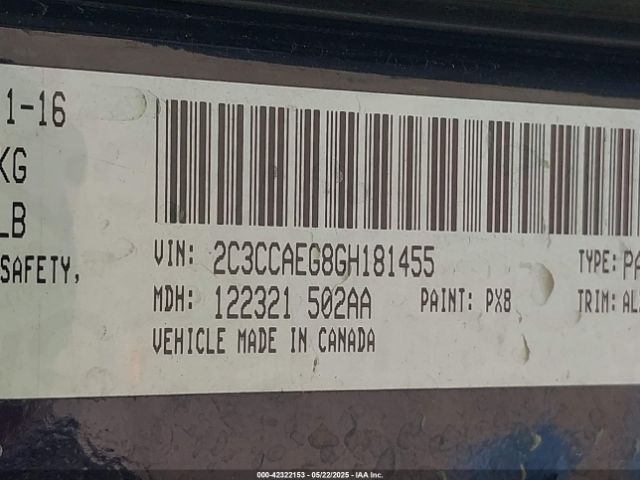 1-16
KG
LB
SAFETY,
VIN: 2C3CCAEG8GH181455 TYPE:PA
MDH: 122321 502AA PAINT: PX8 TRIM:AL
VEHICLE MADE IN CANADA
000-42322153 - 05/22/2025 - IAA Inc.